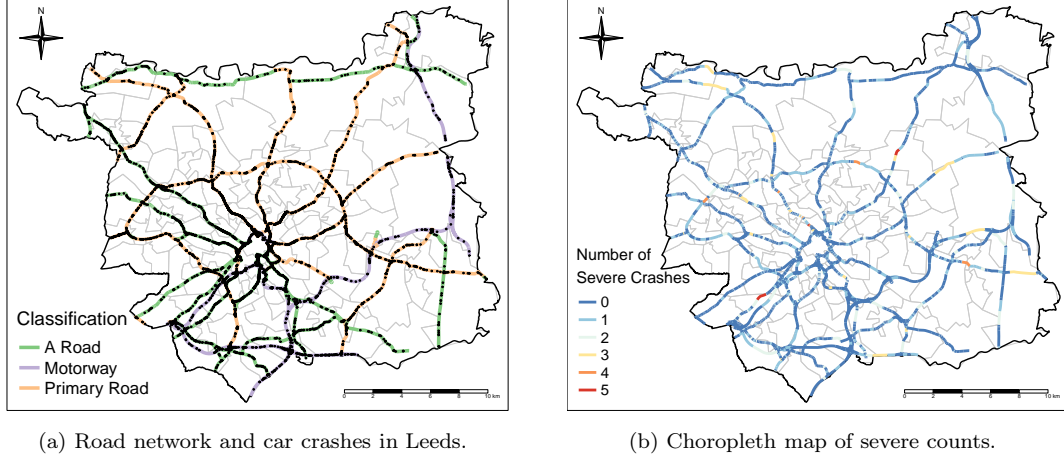 N
Classification
A Road
Motorway
Primary Road
0 2 4 6 8 10 km
(a) Road network and car crashes in Leeds.
N
Number of
Severe Crashes
0
1
2
3
4
5
0 2 4 6 8 10 km
(b) Choropleth map of severe counts.